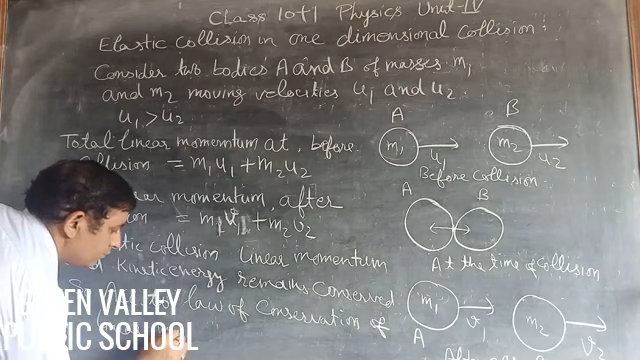 Class 10+1 Physics Unit-IV
Elastic collision in one dimensional Collision:
Consider two bodies A and B of masses m₁
and m₂ moving velocities u₁ and u₂.
u₁ > u₂
Total linear momentum at, before
collision = m₁u₁ + m₂u₂
momentum, after
= m₁v₁ + m₂v₂
collision linear momentum
Kinetic energy remains conserved
law of Conservation of
A
B
m₁
u₁
m₂
u₂
Before Collision
A
B
At the time of Collision
m₁
v₁
m₂
v₂
A
VALLEY
SCHOOL